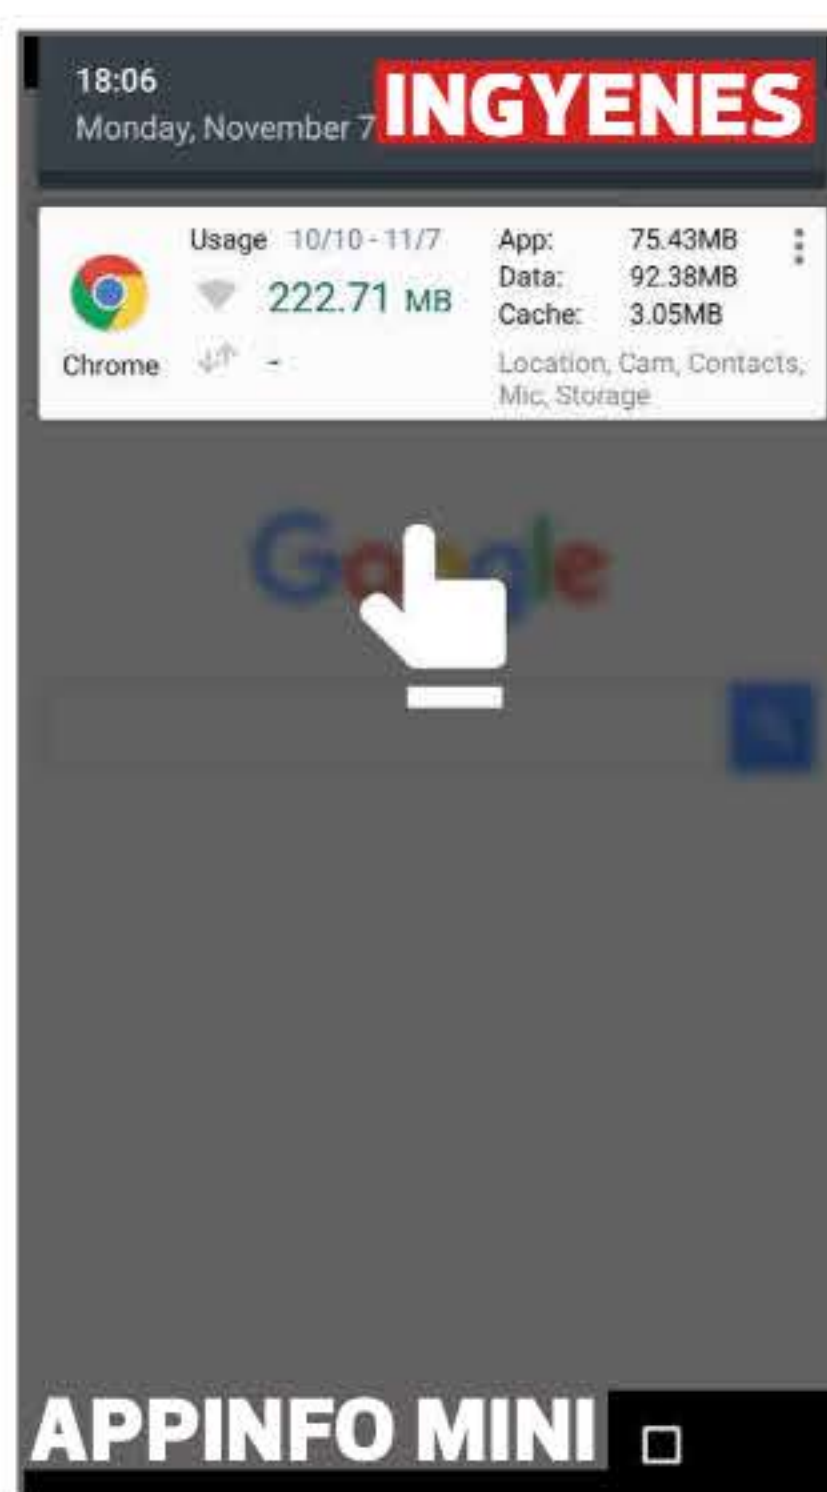 18:06
Monday, November 7
INGYENES
Usage 10/10 - 11/7
222.71 MB
-
Chrome
App: 75.43MB
Data: 92.38MB
Cache: 3.05MB
Location, Cam, Contacts,
Mic, Storage
Google
APPINFO MINI